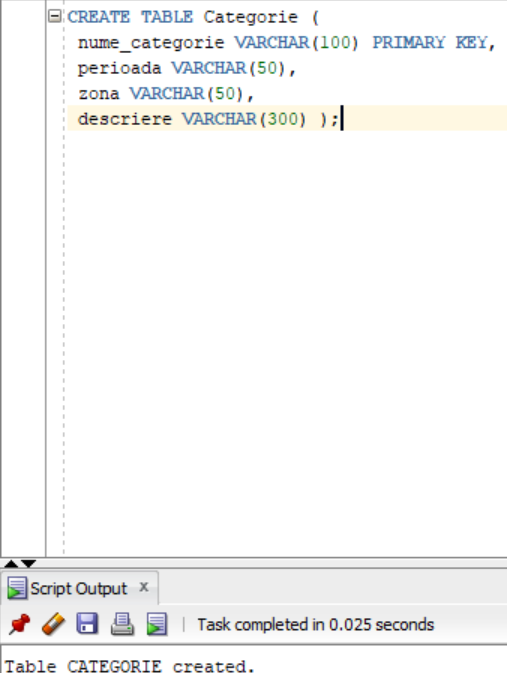 CREATE TABLE Categorie (
nume_categorie VARCHAR(100) PRIMARY KEY,
perioada VARCHAR(50),
zona VARCHAR(50),
descriere VARCHAR(300) );
Script Output x
Task completed in 0.025 seconds
Table CATEGORIE created.